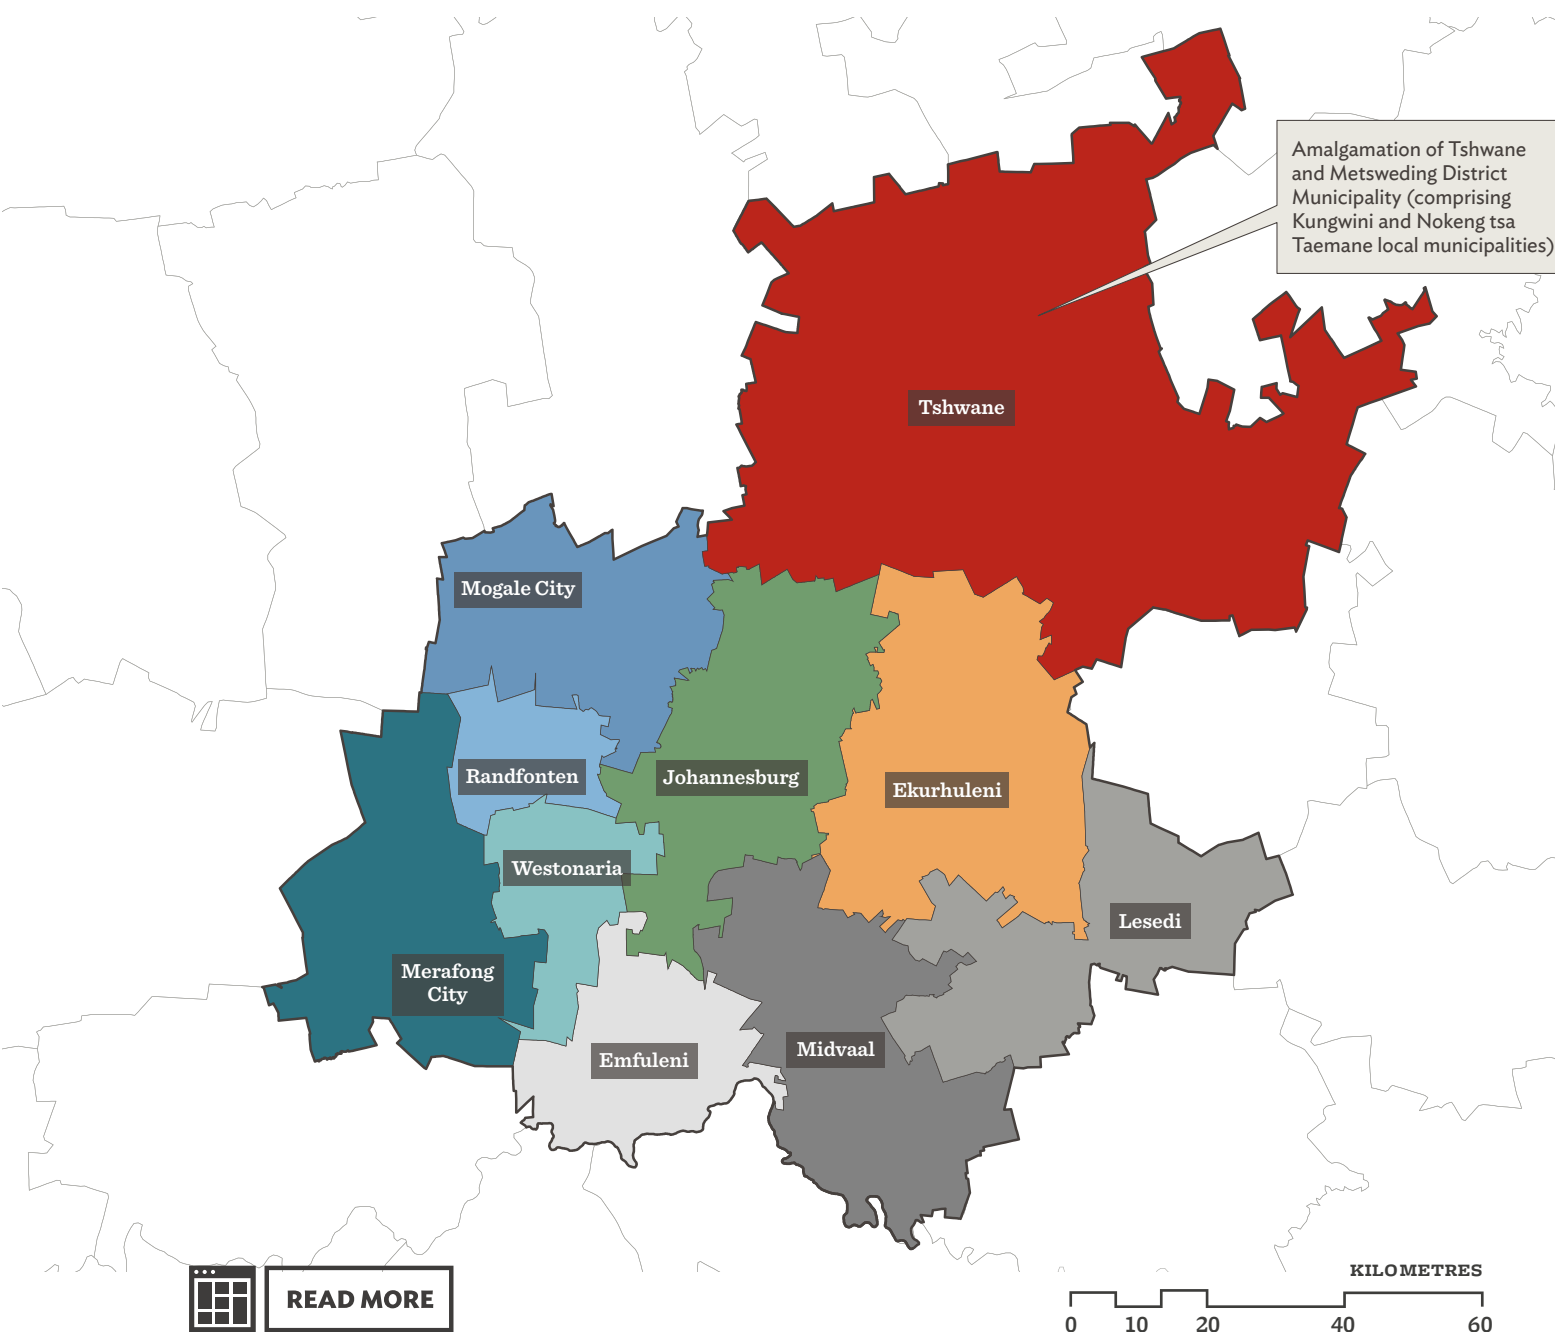 Amalgamation of Tshwane
and Metsweding District
Municipality (comprising
Kungwini and Nokeng tsa
Taemane local municipalities)
Tshwane
Mogale City
Randfonten
Johannesburg
Ekurhuleni
Westonaria
Lesedi
Merafong
City
Midvaal
Emfuleni
READ MORE
KILOMETRES
0 10 20 40 60